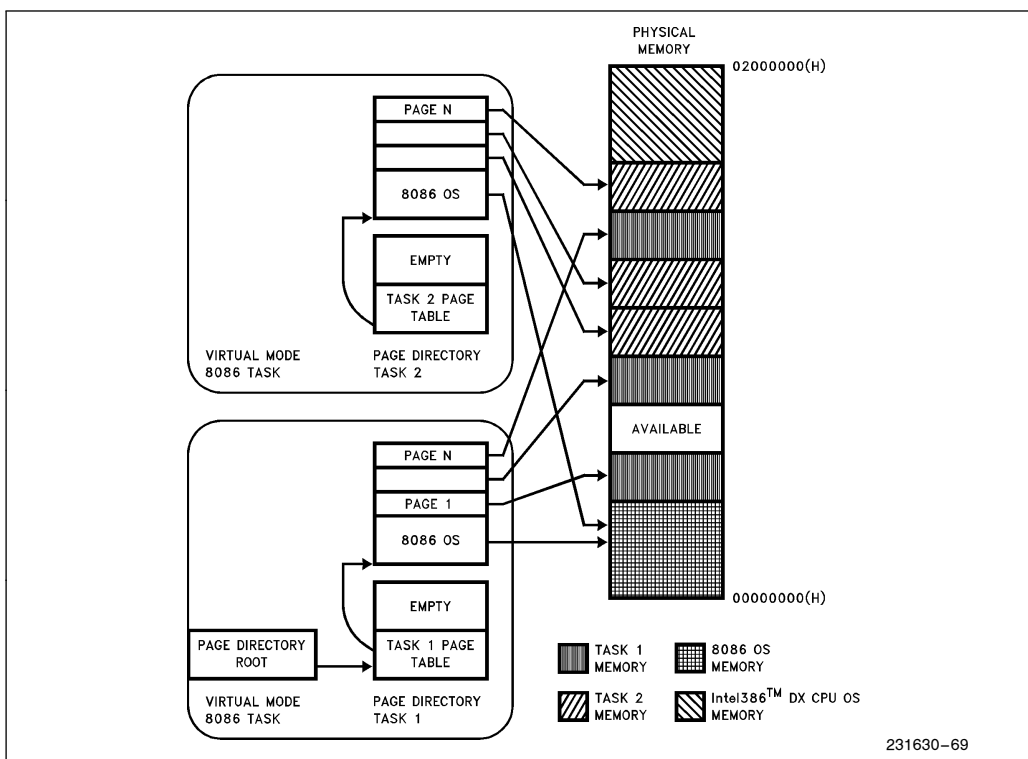 PHYSICAL
MEMORY
02000000(H)
PAGE N
8086 OS
EMPTY
TASK 2 PAGE
TABLE
VIRTUAL MODE
8086 TASK
PAGE DIRECTORY
TASK 2
PAGE N
PAGE 1
8086 OS
EMPTY
TASK 1 PAGE
TABLE
PAGE DIRECTORY
ROOT
VIRTUAL MODE
8086 TASK
PAGE DIRECTORY
TASK 1
AVAILABLE
00000000(H)
TASK 1
MEMORY
8086 OS
MEMORY
TASK 2
MEMORY
Intel386TM DX CPU OS
MEMORY
231630–69